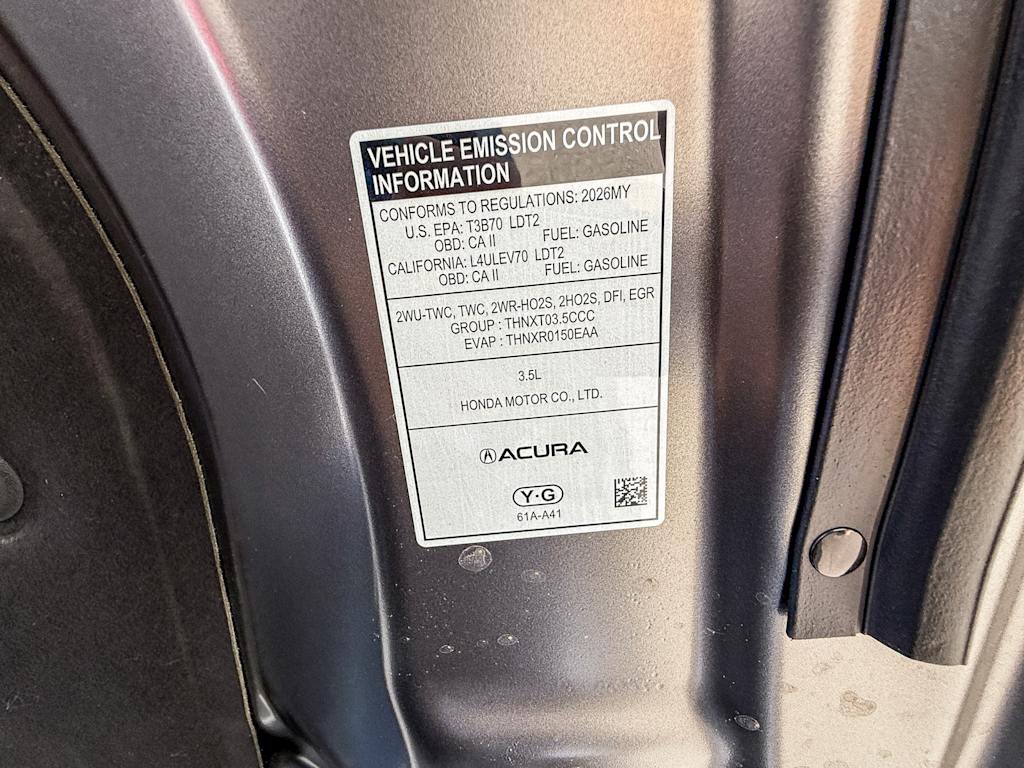 VEHICLE EMISSION CONTROL
INFORMATION
CONFORMS TO REGULATIONS: 2026MY
U.S. EPA: T3B70 LDT2
OBD: CA II FUEL: GASOLINE
CALIFORNIA: L4ULEV70 LDT2
OBD: CA II FUEL: GASOLINE
2WU-TWC, TWC, 2WR-HO2S, 2HO2S, DFI, EGR
GROUP : THNXT03.5CCC
EVAP : THNXR0150EAA
3.5L
HONDA MOTOR CO., LTD.
ACURA
Y·G
61A-A41